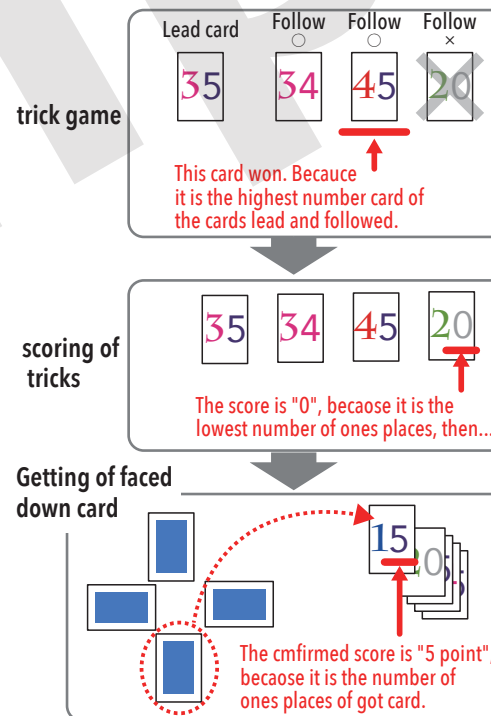 Lead card Follow Follow Follow
○ ○ ×
35 34 45 20
trick game
This card won. Becauce
it is the highest number card of
the cards lead and followed.
35 34 45 20
scoring of
tricks
The score is "0", becaose it is the
lowest number of ones places, then...
Getting of faced
down card
15
20
The cmfirmed score is "5 point",
becaose it is the number of
ones places of got card.